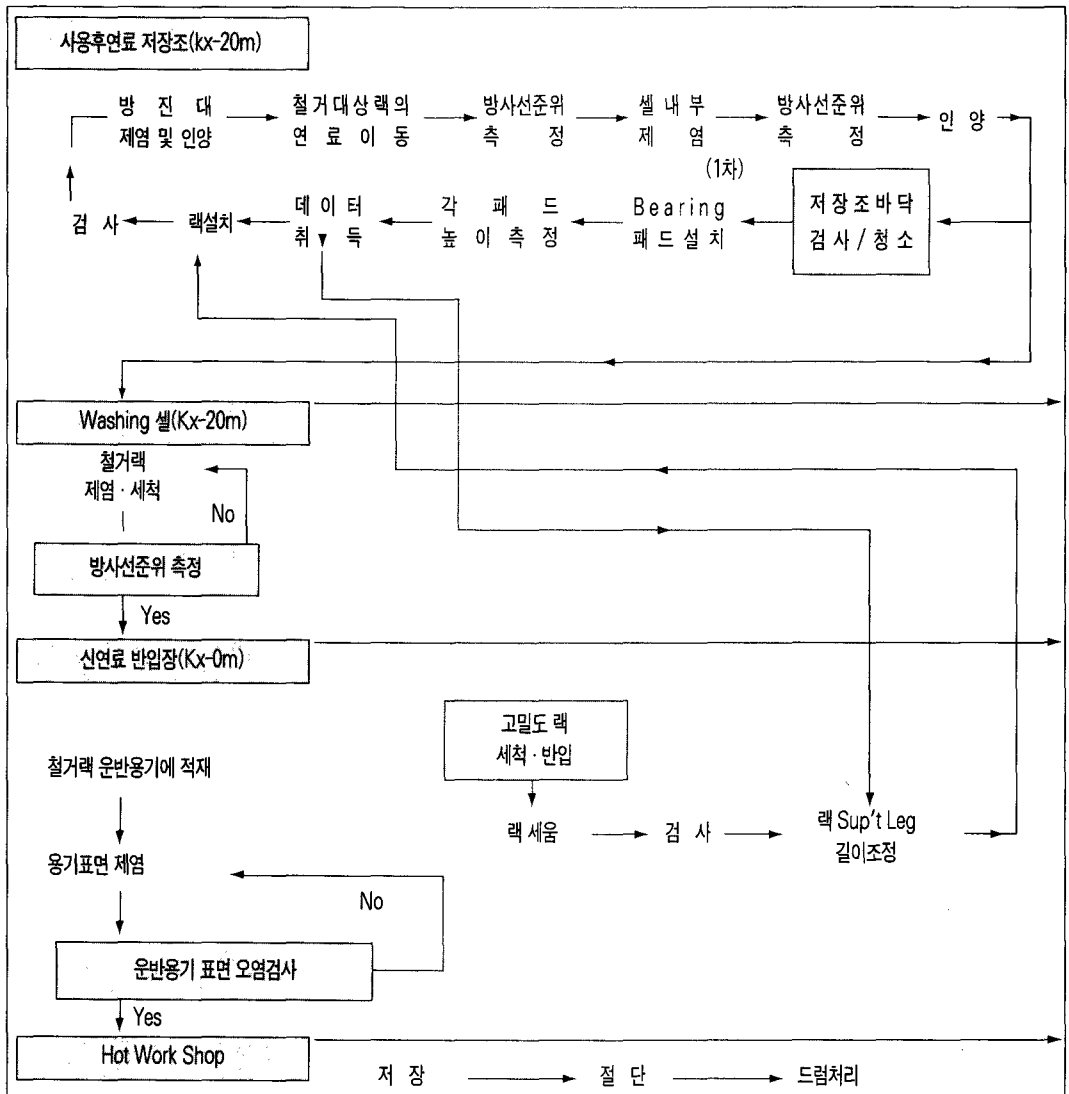 사용후연료 저장조(kx-20m)
방 진 대
제염 및 인양
철거대상랙의
연 료 이 동
방사선준위
측 정
셀 내 부
제 염
(1차)
방사선준위
측 정
인 양
검 사
랙설치
데 이 터
취 득
각 패 드
높 이 측 정
Bearing
패 드 설 치
저 장 조 바 닥
검 사 / 청 소
Washing 셀(Kx-20m)
철거랙
제염·세척
No
방사선준위 측정
Yes
신연료 반입장(Kx-0m)
고밀도 랙
세척·반입
철거랙 운반용기에 적재
랙 세움
검 사
랙 Sup't Leg
길이조정
용기표면 제염
No
운반용기 표면 오염검사
Yes
Hot Work Shop
저 장
절 단
드럼처리